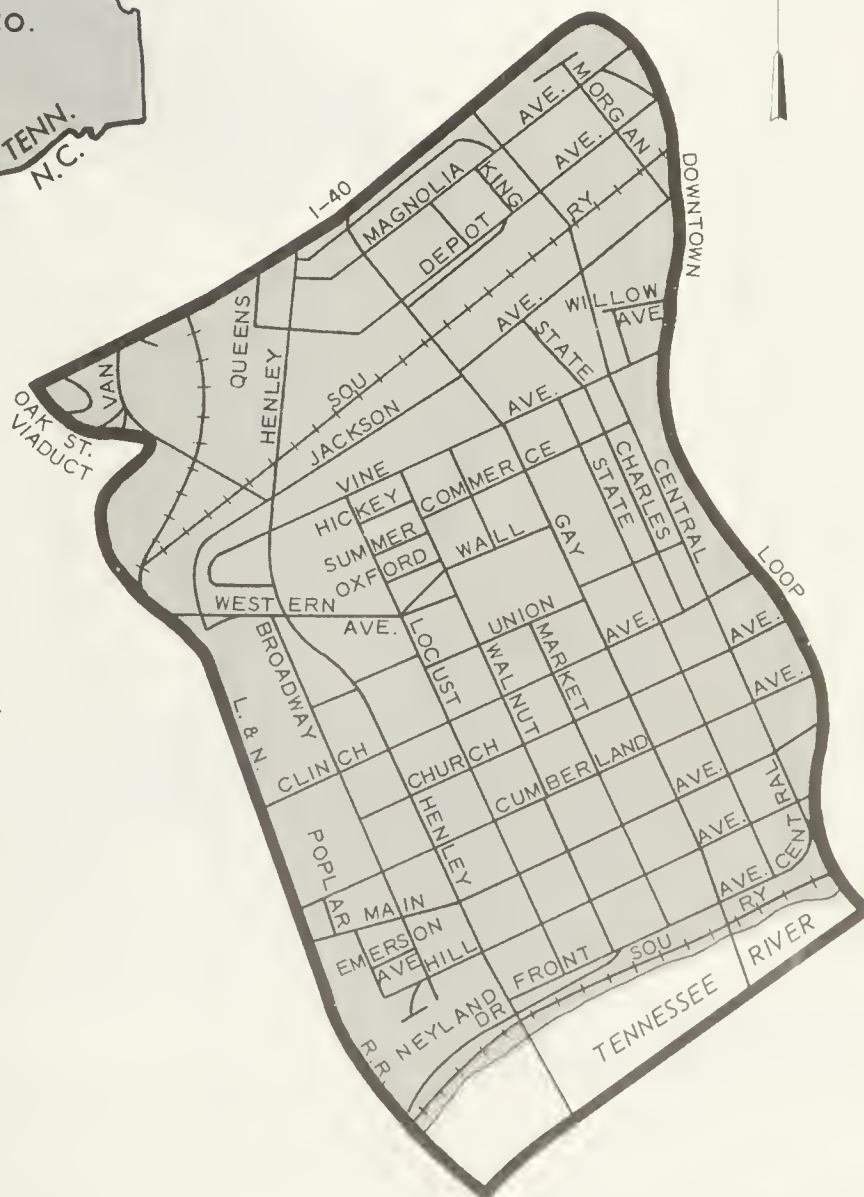 CO.
TENN.
N.C.
I-40
MAGNOLIA AVE.
MORGAN
KING
DEPOT AVE.
RY
DOWNTOWN
LOOP
WILLOW
AVE
QUEENS
HENLEY
VAN
OAK ST.
VIADUCT
SOU
JACKSON AVE.
STATE
VINE AVE.
HICKEY
COMMERCE
SUMMER
OXFORD
WALL
GAY
STATE
CHARLES
CENTRAL
WESTERN
AVE.
UNION AVE.
BROADWAY
LOCUST
WALNUT
MARKET
L. & N.
CLINCH AVE.
CHURCH AVE.
CUMBERLAND AVE.
HENLEY
POPLAR
MAIN AVE.
CENTRAL
EMERSON
AVE
HILL AVE.
FRONT
SOU RY
NEYLAND
DR
R.R.
TENNESSEE RIVER